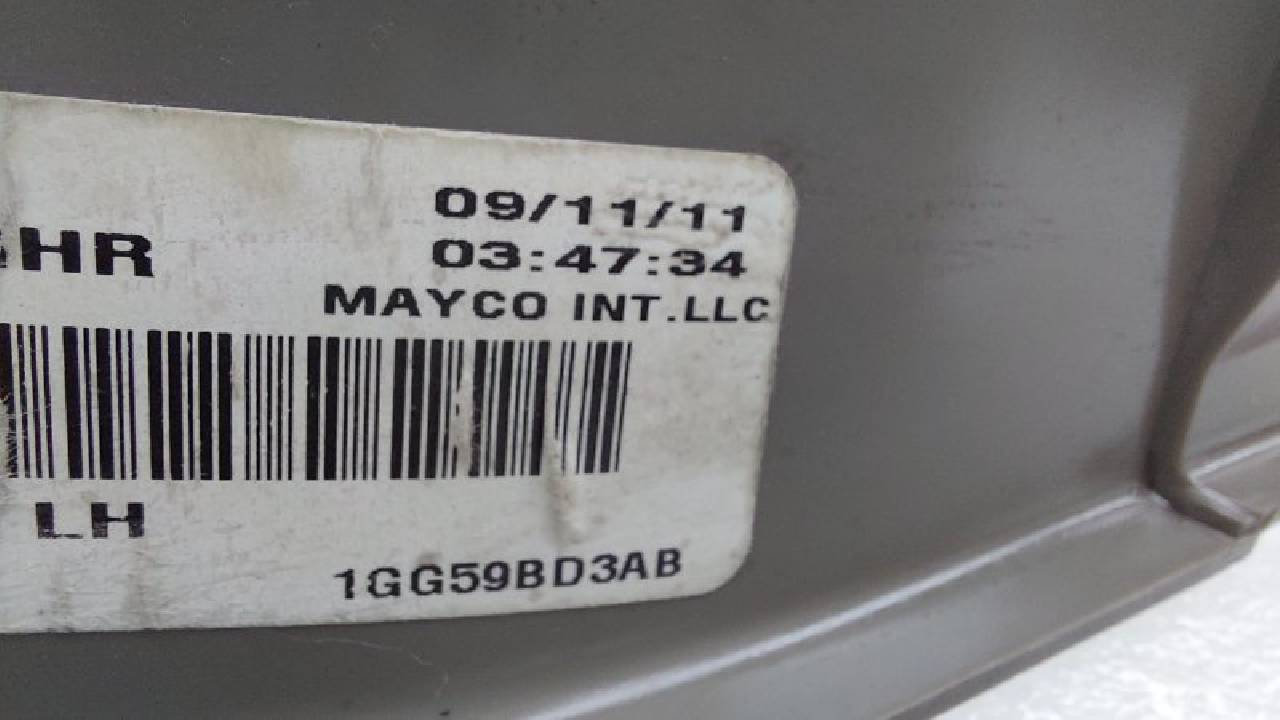 09/11/11
HR
03:47:34
MAYCO INT.LLC
LH
1GG59BD3AB